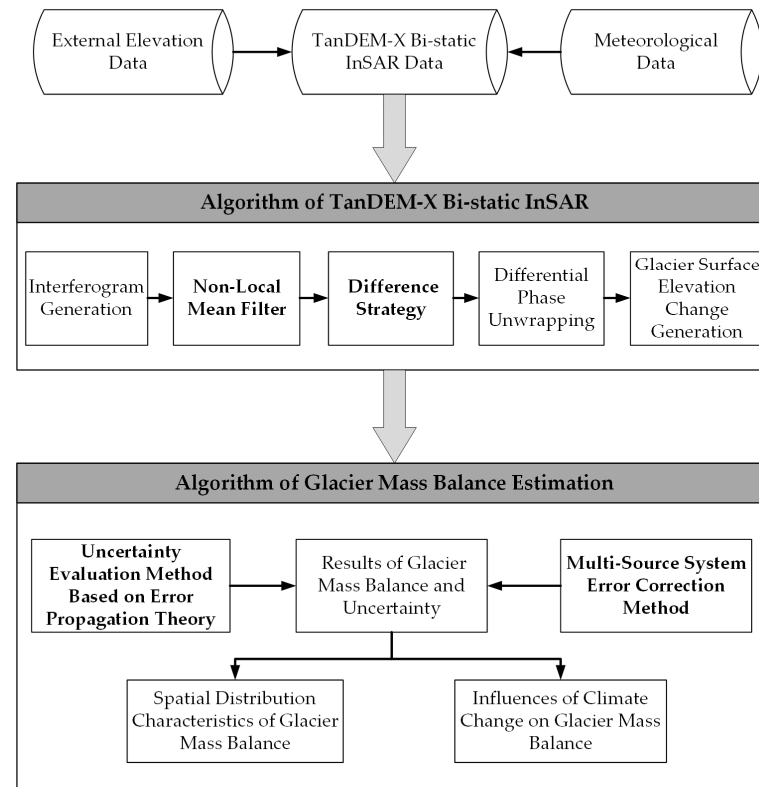 External Elevation
Data
TanDEM-X Bi-static
InSAR Data
Meteorological
Data
Algorithm of TanDEM-X Bi-static InSAR
Interferogram
Generation
Non-Local
Mean Filter
Difference
Strategy
Differential
Phase
Unwrapping
Glacier Surface
Elevation
Change
Generation
Algorithm of Glacier Mass Balance Estimation
Uncertainty
Evaluation Method
Based on Error
Propagation Theory
Results of Glacier
Mass Balance and
Uncertainty
Multi-Source System
Error Correction
Method
Spatial Distribution
Characteristics of Glacier
Mass Balance
Influences of Climate
Change on Glacier Mass
Balance